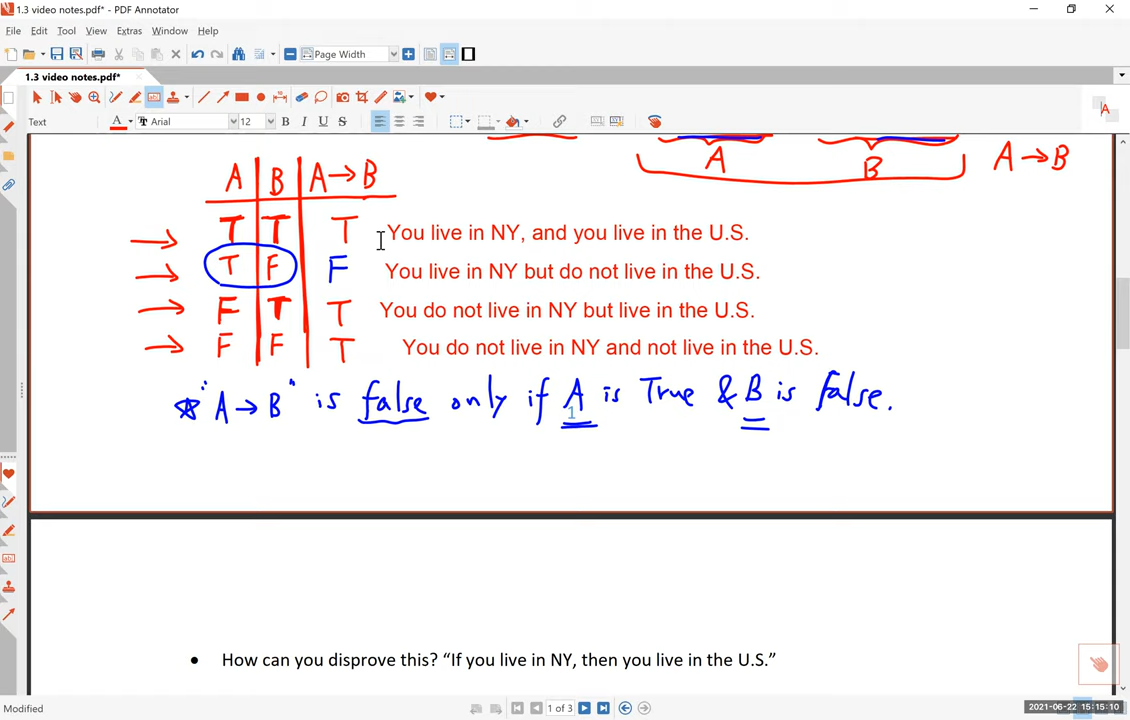 1.3 video notes.pdf* - PDF Annotator
File Edit Tool View Extras Window Help
Page Width
1.3 video notes.pdf*
A
Text A T Arial 12 B I U S
A B A → B
A B A→B
T T T You live in NY, and you live in the U.S.
T F F You live in NY but do not live in the U.S.
F T T You do not live in NY but live in the U.S.
F F T You do not live in NY and not live in the U.S.
☆ "A → B" is false only if A is True & B is false.
1
• How can you disprove this? “If you live in NY, then you live in the U.S.”
Modified 1 of 3 2021-06-22 15:15:10